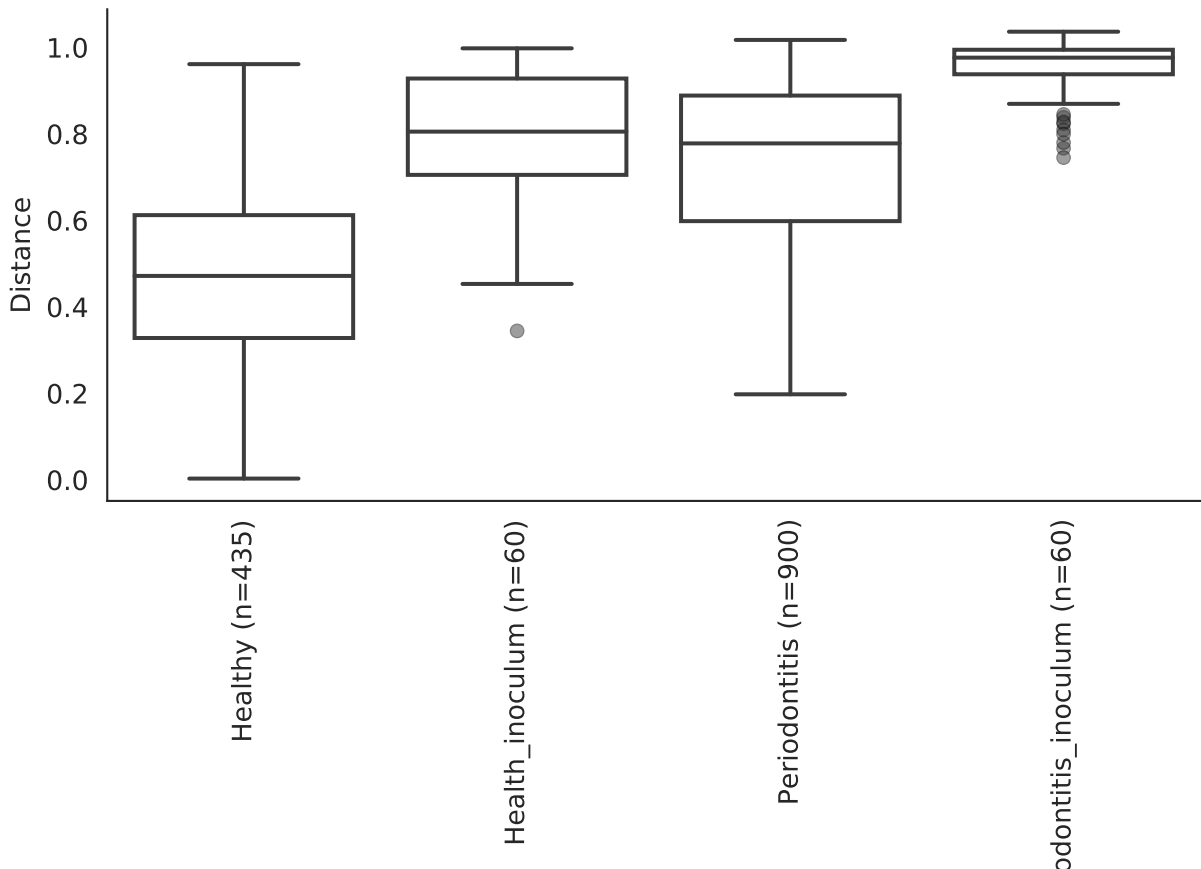 Distance
1.0
0.8
0.6
0.4
0.2
0.0
Healthy (n=435)
Health_inoculum (n=60)
Periodontitis (n=900)
odontitis_inoculum (n=60)